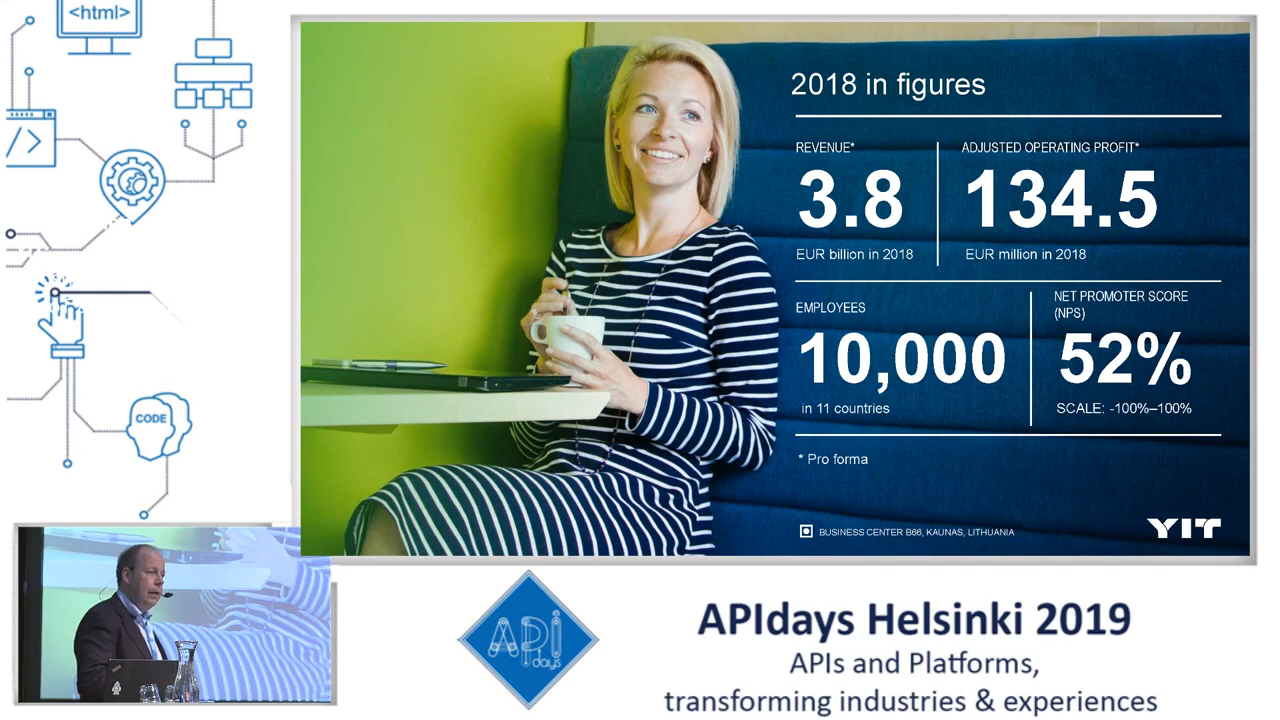 <html>
</>
CODE
2018 in figures
REVENUE*
3.8
EUR billion in 2018
ADJUSTED OPERATING PROFIT*
134.5
EUR million in 2018
EMPLOYEES
10,000
in 11 countries
NET PROMOTER SCORE
(NPS)
52%
SCALE: -100%–100%
* Pro forma
BUSINESS CENTER B66, KAUNAS, LITHUANIA
YIT
API
days
APIdays Helsinki 2019
APIs and Platforms,
transforming industries & experiences